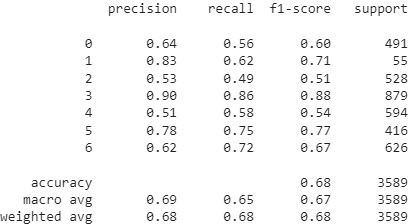 precision recall f1-score support
0 0.64 0.56 0.60 491
1 0.83 0.62 0.71 55
2 0.53 0.49 0.51 528
3 0.90 0.86 0.88 879
4 0.51 0.58 0.54 594
5 0.78 0.75 0.77 416
6 0.62 0.72 0.67 626
accuracy 0.68 3589
macro avg 0.69 0.65 0.67 3589
weighted avg 0.68 0.68 0.68 3589